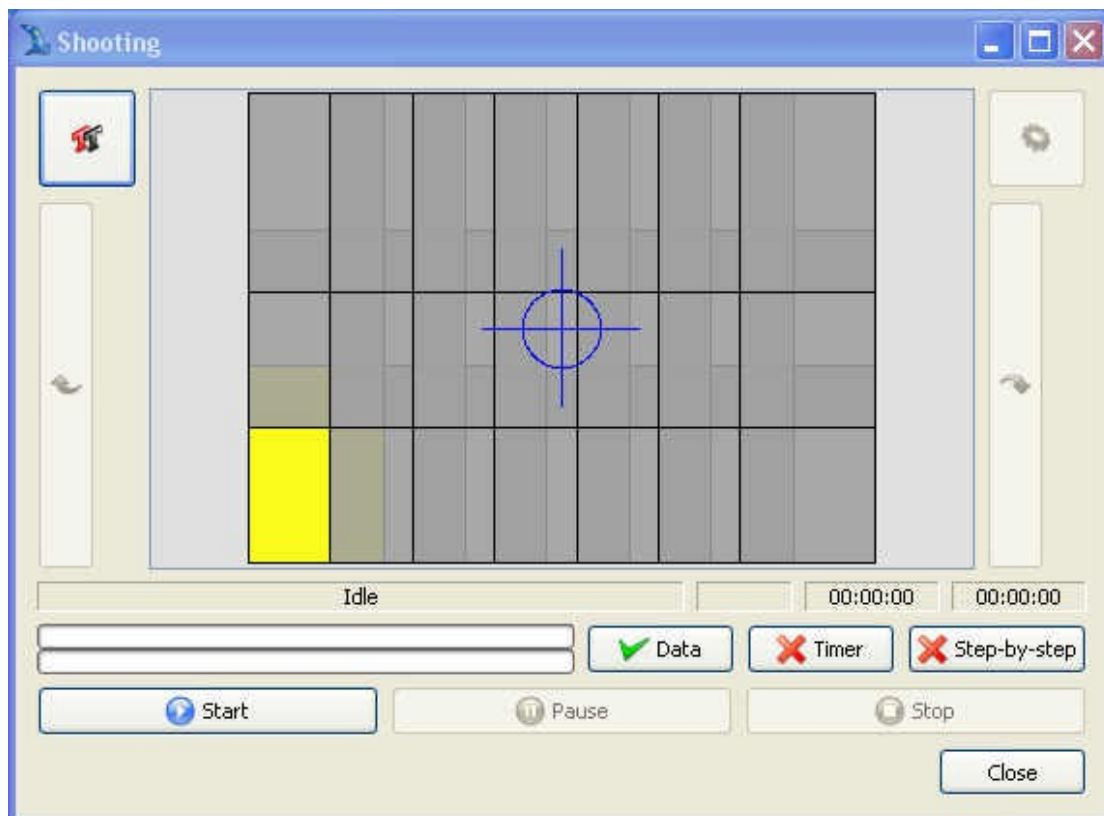 Shooting
Idle 00:00:00 00:00:00
Data Timer Step-by-step
Start Pause Stop
Close